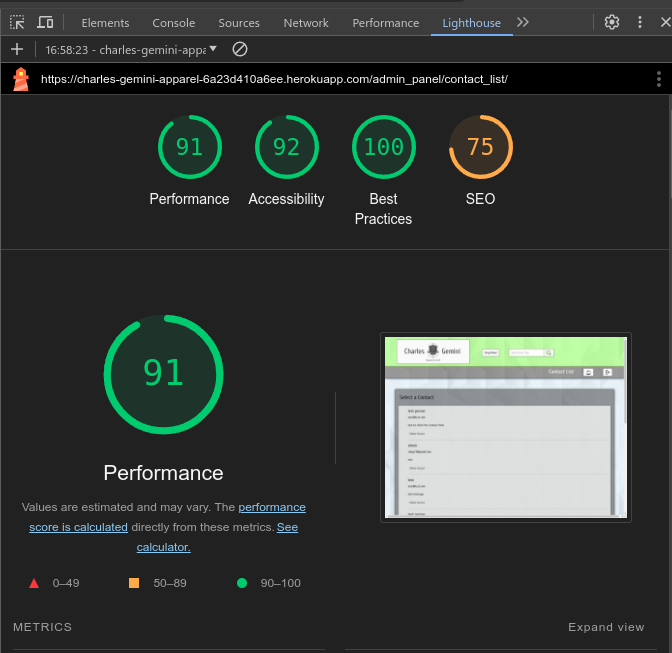 Elements Console Sources Network Performance Lighthouse
16:58:23 - charles-gemini-appa
https://charles-gemini-apparel-6a23d410a6ee.herokuapp.com/admin_panel/contact_list/
91 92 100 75
Performance Accessibility Best Practices SEO
91
Performance
Values are estimated and may vary. The performance
score is calculated directly from these metrics. See
calculator.
0–49 50–89 90–100
Charles Gemini
Contact List
Select a Contact
METRICS
Expand view